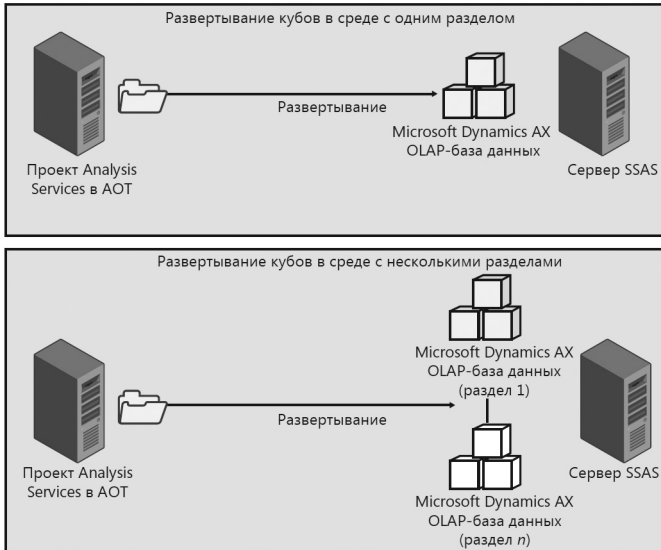 Развертывание кубов в среде с одним разделом
Развертывание
Microsoft Dynamics AX
OLAP-база данных
Проект Analysis
Services в AOT
Сервер SSAS
Развертывание кубов в среде с несколькими разделами
Microsoft Dynamics AX
OLAP-база данных
(раздел 1)
Развертывание
Проект Analysis
Services в AOT
Сервер SSAS
Microsoft Dynamics AX
OLAP-база данных
(раздел n)